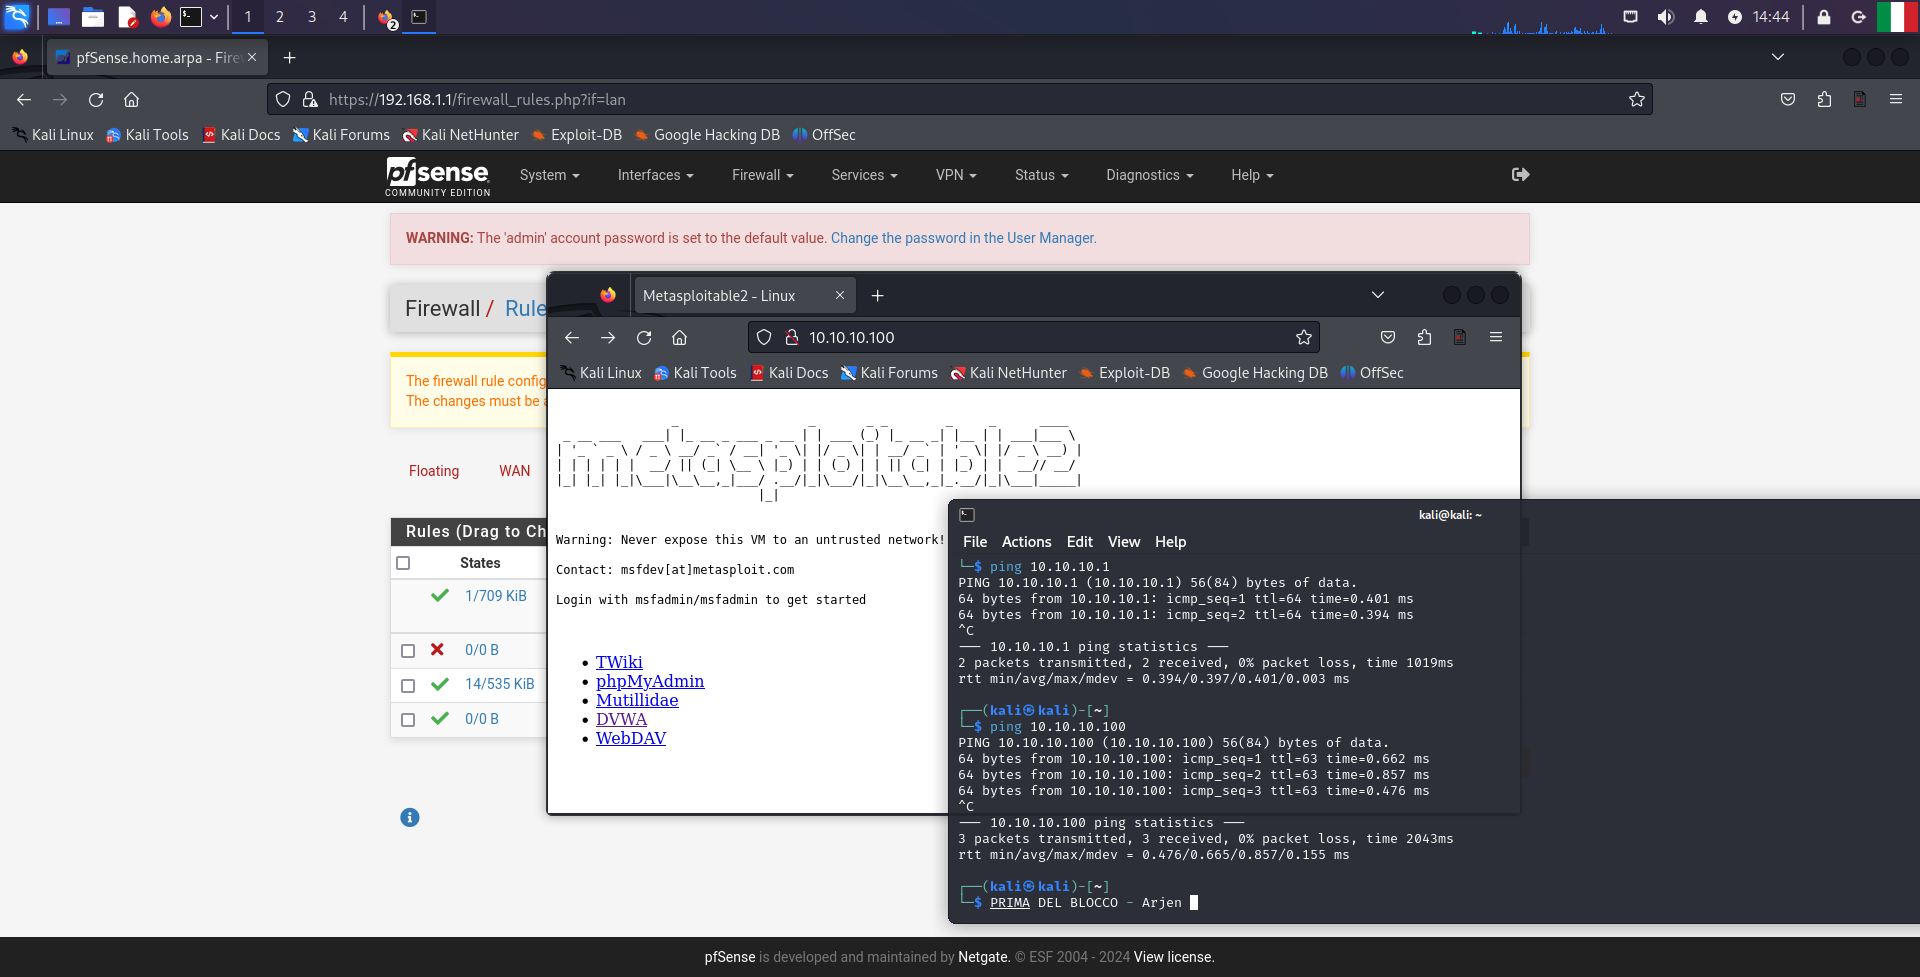 1 2 3 4 2 14:44
pfSense.home.arpa - Fire
https://192.168.1.1/firewall_rules.php?if=lan
Kali Linux Kali Tools Kali Docs Kali Forums Kali NetHunter Exploit-DB Google Hacking DB OffSec
pfsense System Interfaces Firewall Services VPN Status Diagnostics Help
COMMUNITY EDITION
WARNING: The 'admin' account password is set to the default value. Change the password in the User Manager.
Firewall / Rule
The firewall rule config
The changes must be a
Floating WAN
Rules (Drag to Ch
States
1/709 KiB
0/0 B
14/535 KiB
0/0 B
Metasploitable2 - Linux
10.10.10.100
Kali Linux Kali Tools Kali Docs Kali Forums Kali NetHunter Exploit-DB Google Hacking DB OffSec
metasploitable2
Warning: Never expose this VM to an untrusted network!
Contact: msfdev[at]metasploit.com
Login with msfadmin/msfadmin to get started
TWiki
phpMyAdmin
Mutillidae
DVWA
WebDAV
kali@kali: ~
File Actions Edit View Help
└─$ ping 10.10.10.1
PING 10.10.10.1 (10.10.10.1) 56(84) bytes of data.
64 bytes from 10.10.10.1: icmp_seq=1 ttl=64 time=0.401 ms
64 bytes from 10.10.10.1: icmp_seq=2 ttl=64 time=0.394 ms
^C
--- 10.10.10.1 ping statistics ---
2 packets transmitted, 2 received, 0% packet loss, time 1019ms
rtt min/avg/max/mdev = 0.394/0.397/0.401/0.003 ms
┌──(kali㉿kali)-[~]
└─$ ping 10.10.10.100
PING 10.10.10.100 (10.10.10.100) 56(84) bytes of data.
64 bytes from 10.10.10.100: icmp_seq=1 ttl=63 time=0.662 ms
64 bytes from 10.10.10.100: icmp_seq=2 ttl=63 time=0.857 ms
64 bytes from 10.10.10.100: icmp_seq=3 ttl=63 time=0.476 ms
^C
--- 10.10.10.100 ping statistics ---
3 packets transmitted, 3 received, 0% packet loss, time 2043ms
rtt min/avg/max/mdev = 0.476/0.665/0.857/0.155 ms
┌──(kali㉿kali)-[~]
└─$ PRIMA DEL BLOCCO - Arjen
pfSense is developed and maintained by Netgate. © ESF 2004 - 2024 View license.